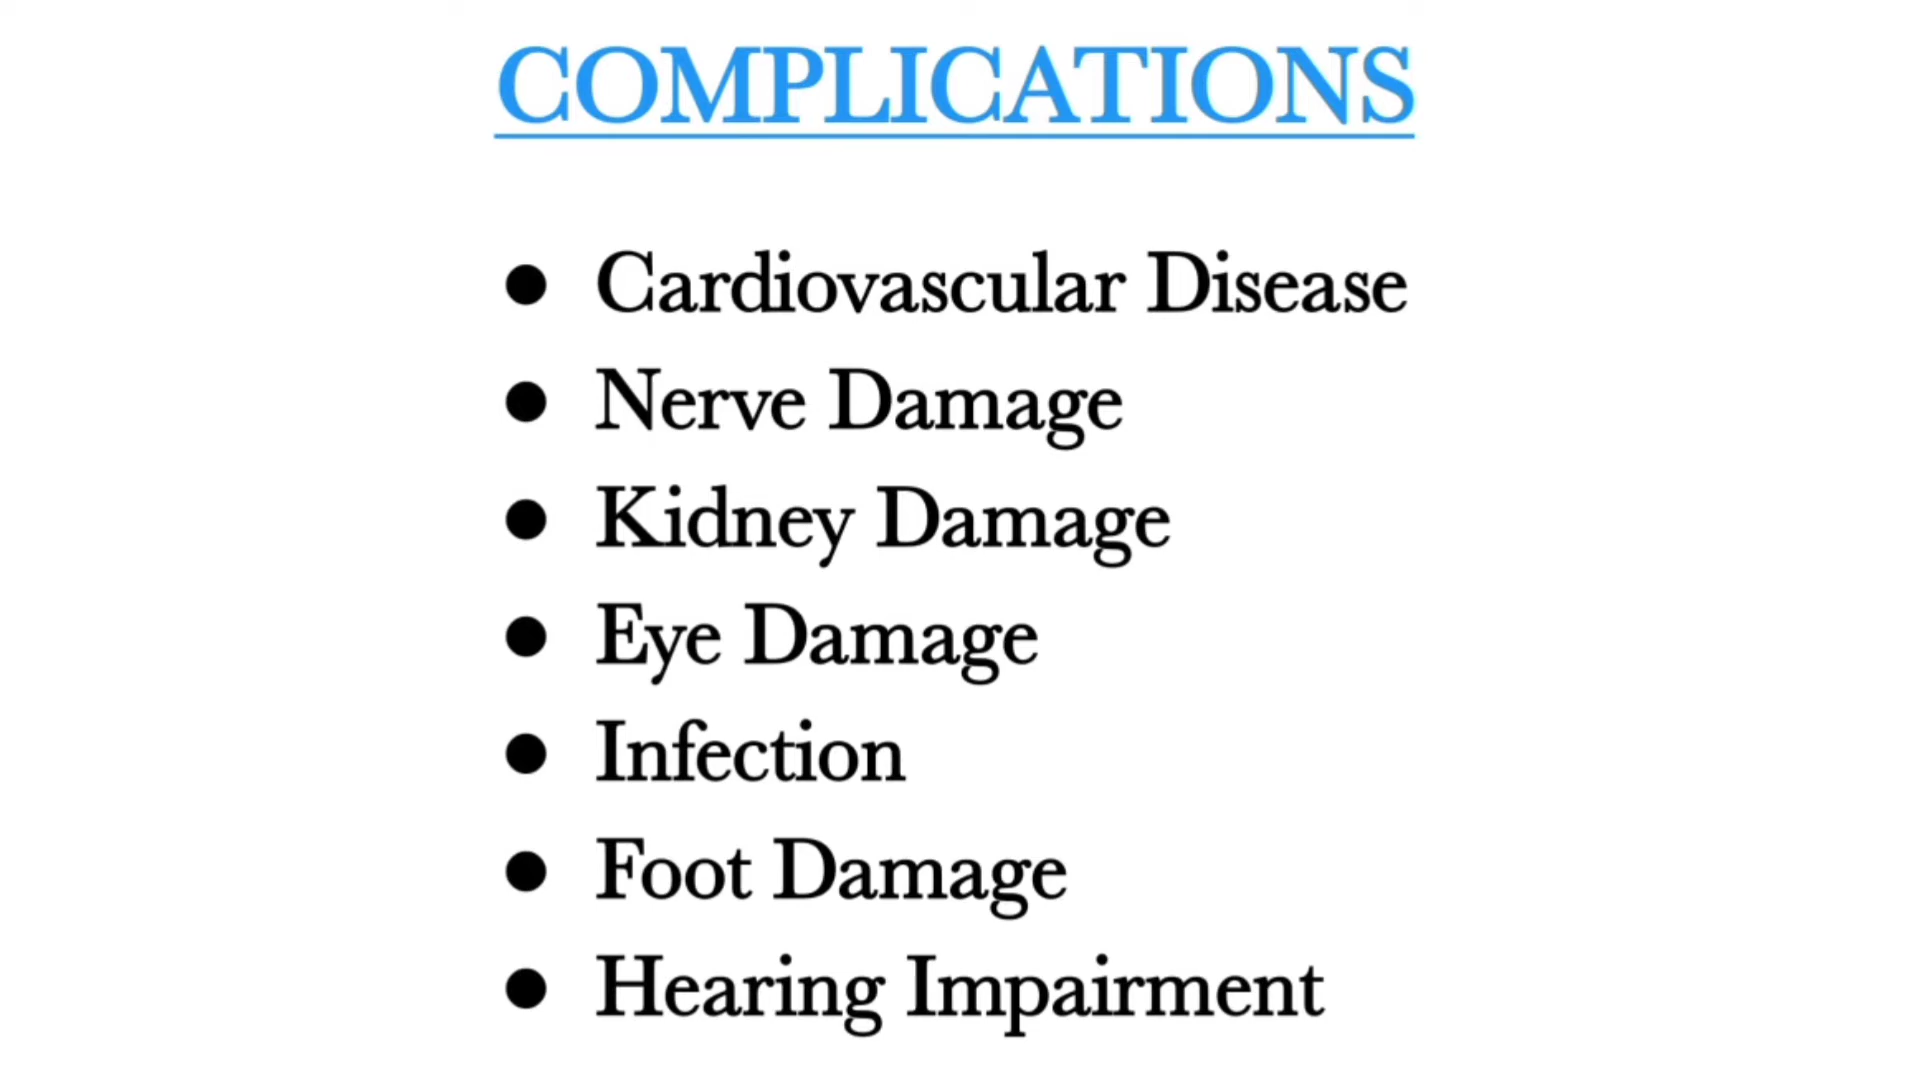 COMPLICATIONS
● Cardiovascular Disease
● Nerve Damage
● Kidney Damage
● Eye Damage
● Infection
● Foot Damage
● Hearing Impairment